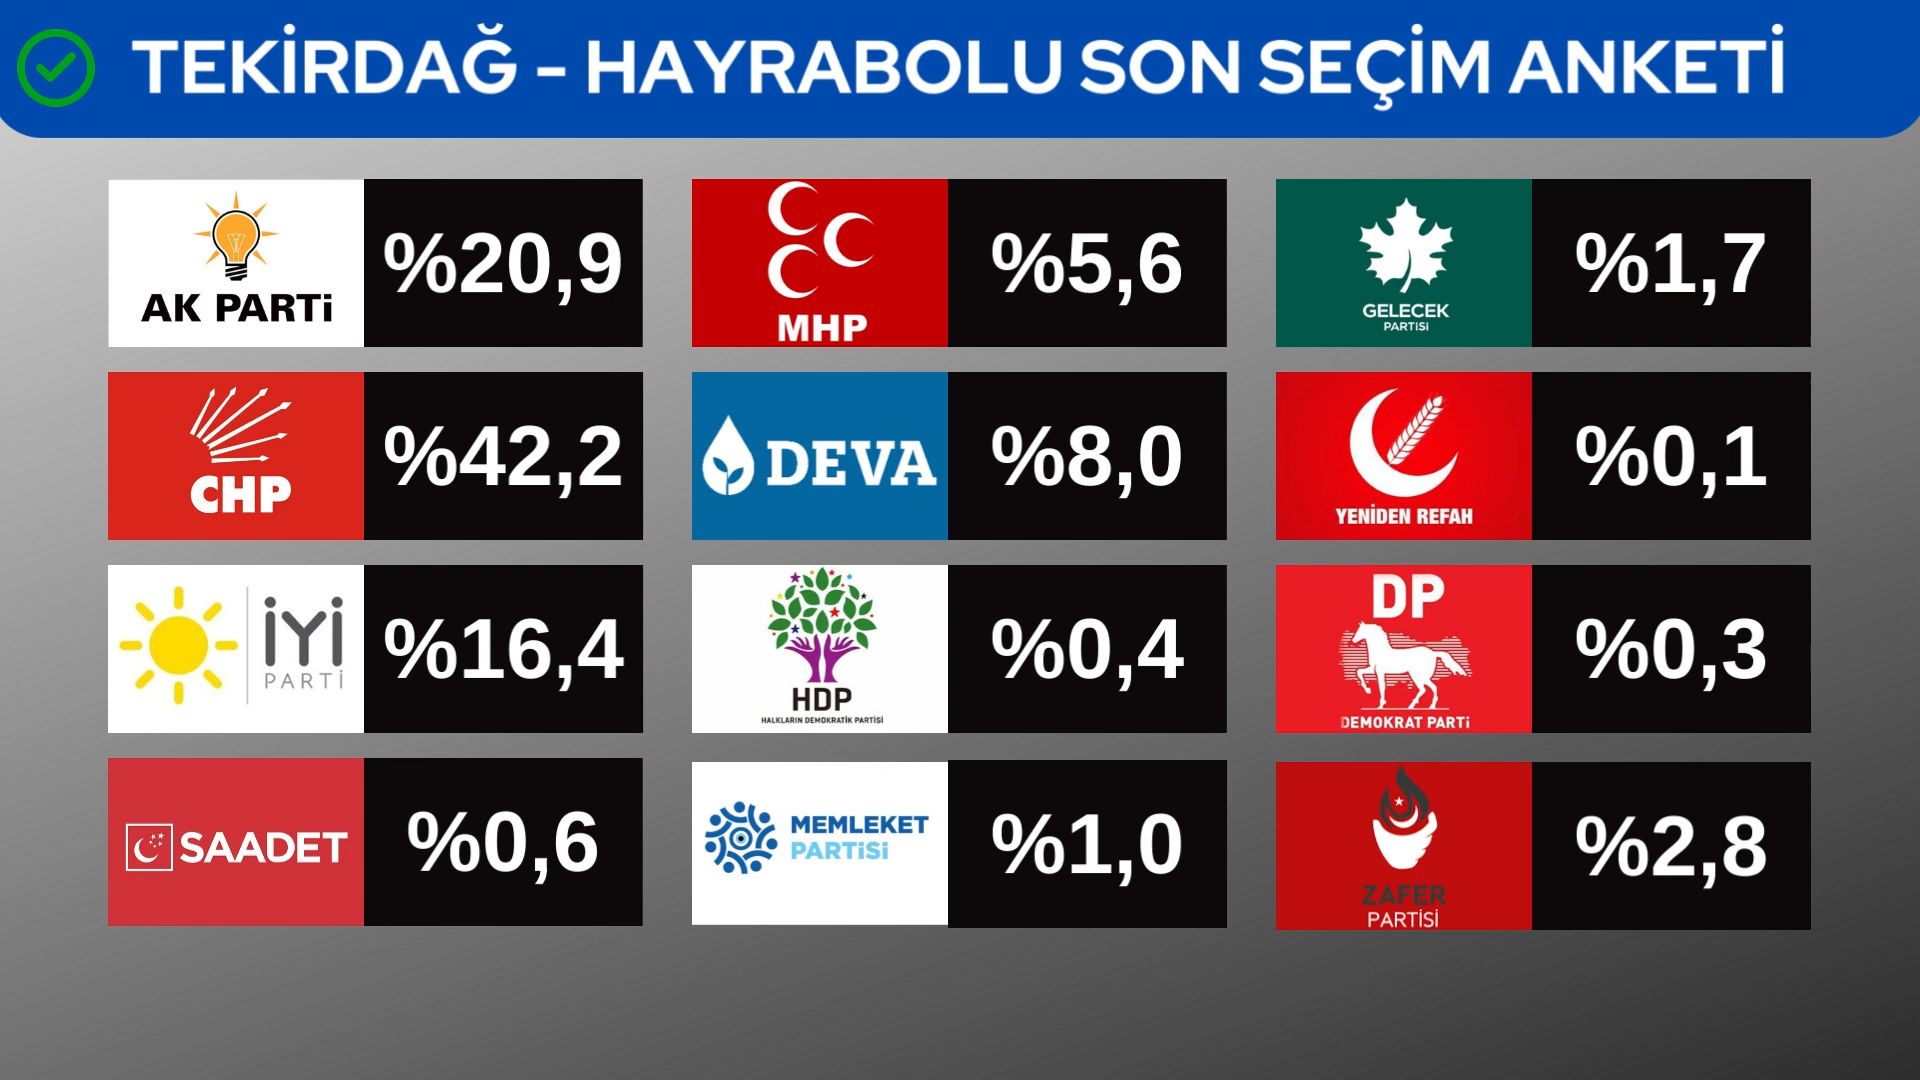 TEKİRDAĞ - HAYRABOLU SON SEÇİM ANKETİ
AK PARTi
%20,9
MHP
%5,6
GELECEK
PARTİSİ
%1,7
CHP
%42,2
DEVA
%8,0
YENİDEN REFAH
%0,1
İYİ
PARTİ
%16,4
HDP
HALKLARIN DEMOKRATİK PARTİSİ
%0,4
DP
DEMOKRAT PARTi
%0,3
SAADET
%0,6
MEMLEKET
PARTiSi
%1,0
ZAFER
PARTİSİ
%2,8